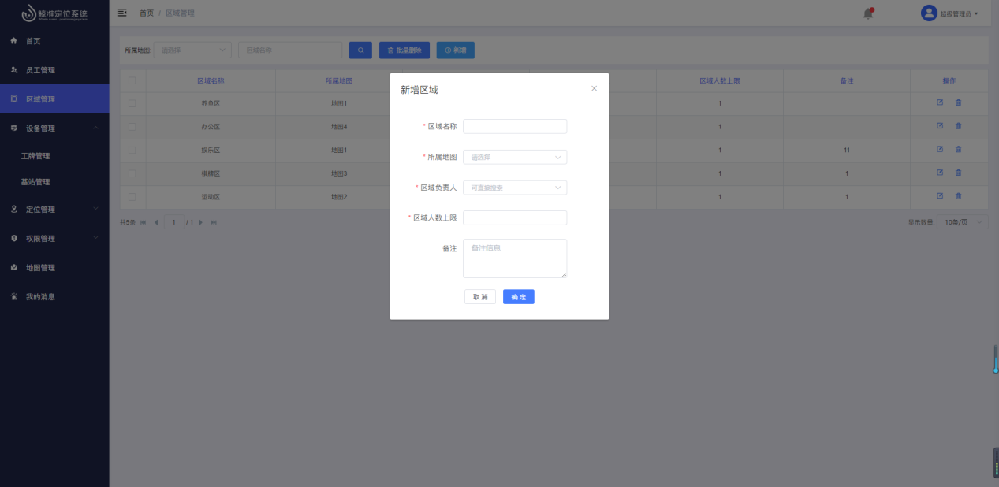 鲸准定位系统
首页 / 区域管理
超级管理员
首页
员工管理
区域管理
设备管理
工牌管理
基站管理
定位管理
权限管理
地图管理
我的消息
所属地图: 请选择 区域名称 批量删除 新增
区域名称 所属地图 区域人数上限 备注 操作
养鱼区 地图1 1
办公区 地图4 1
娱乐区 地图1 1 11
棋牌区 地图3 1 1
运动区 地图2 1 1
共5条 1 / 1 显示数量: 10条/页
新增区域
* 区域名称
* 所属地图 请选择
* 区域负责人 可直接搜索
* 区域人数上限
备注 备注信息
取消 确定